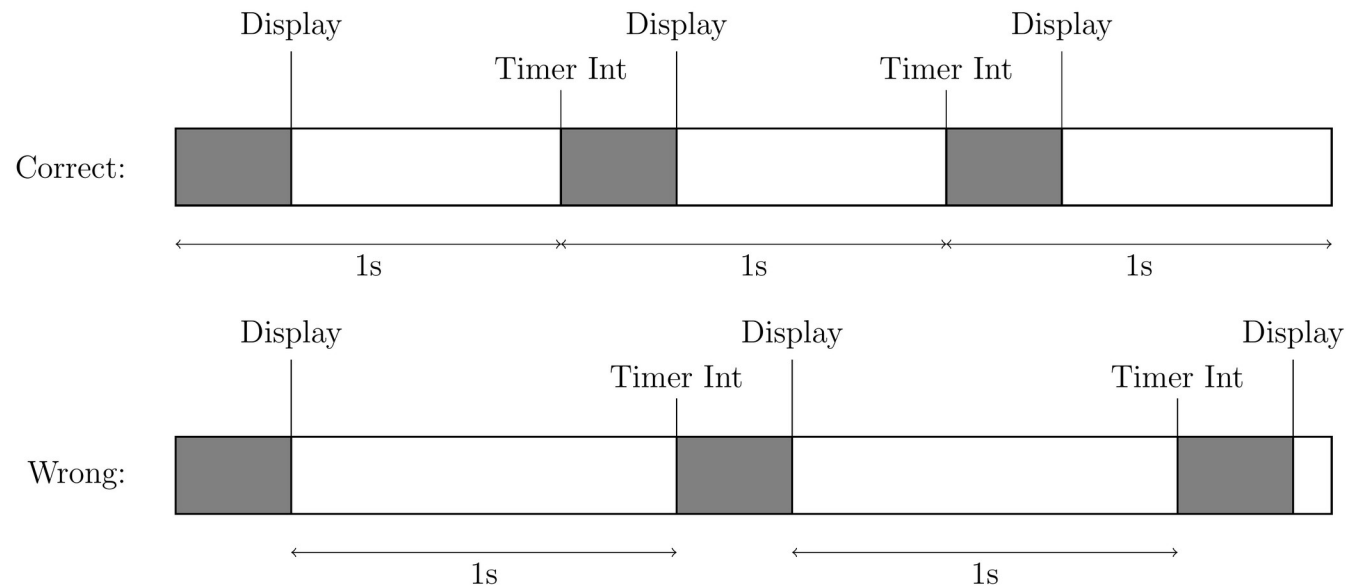 Display Display Display
Timer Int Timer Int
Correct:
1s 1s 1s
Display Display Display
Timer Int Timer Int
Wrong:
1s 1s